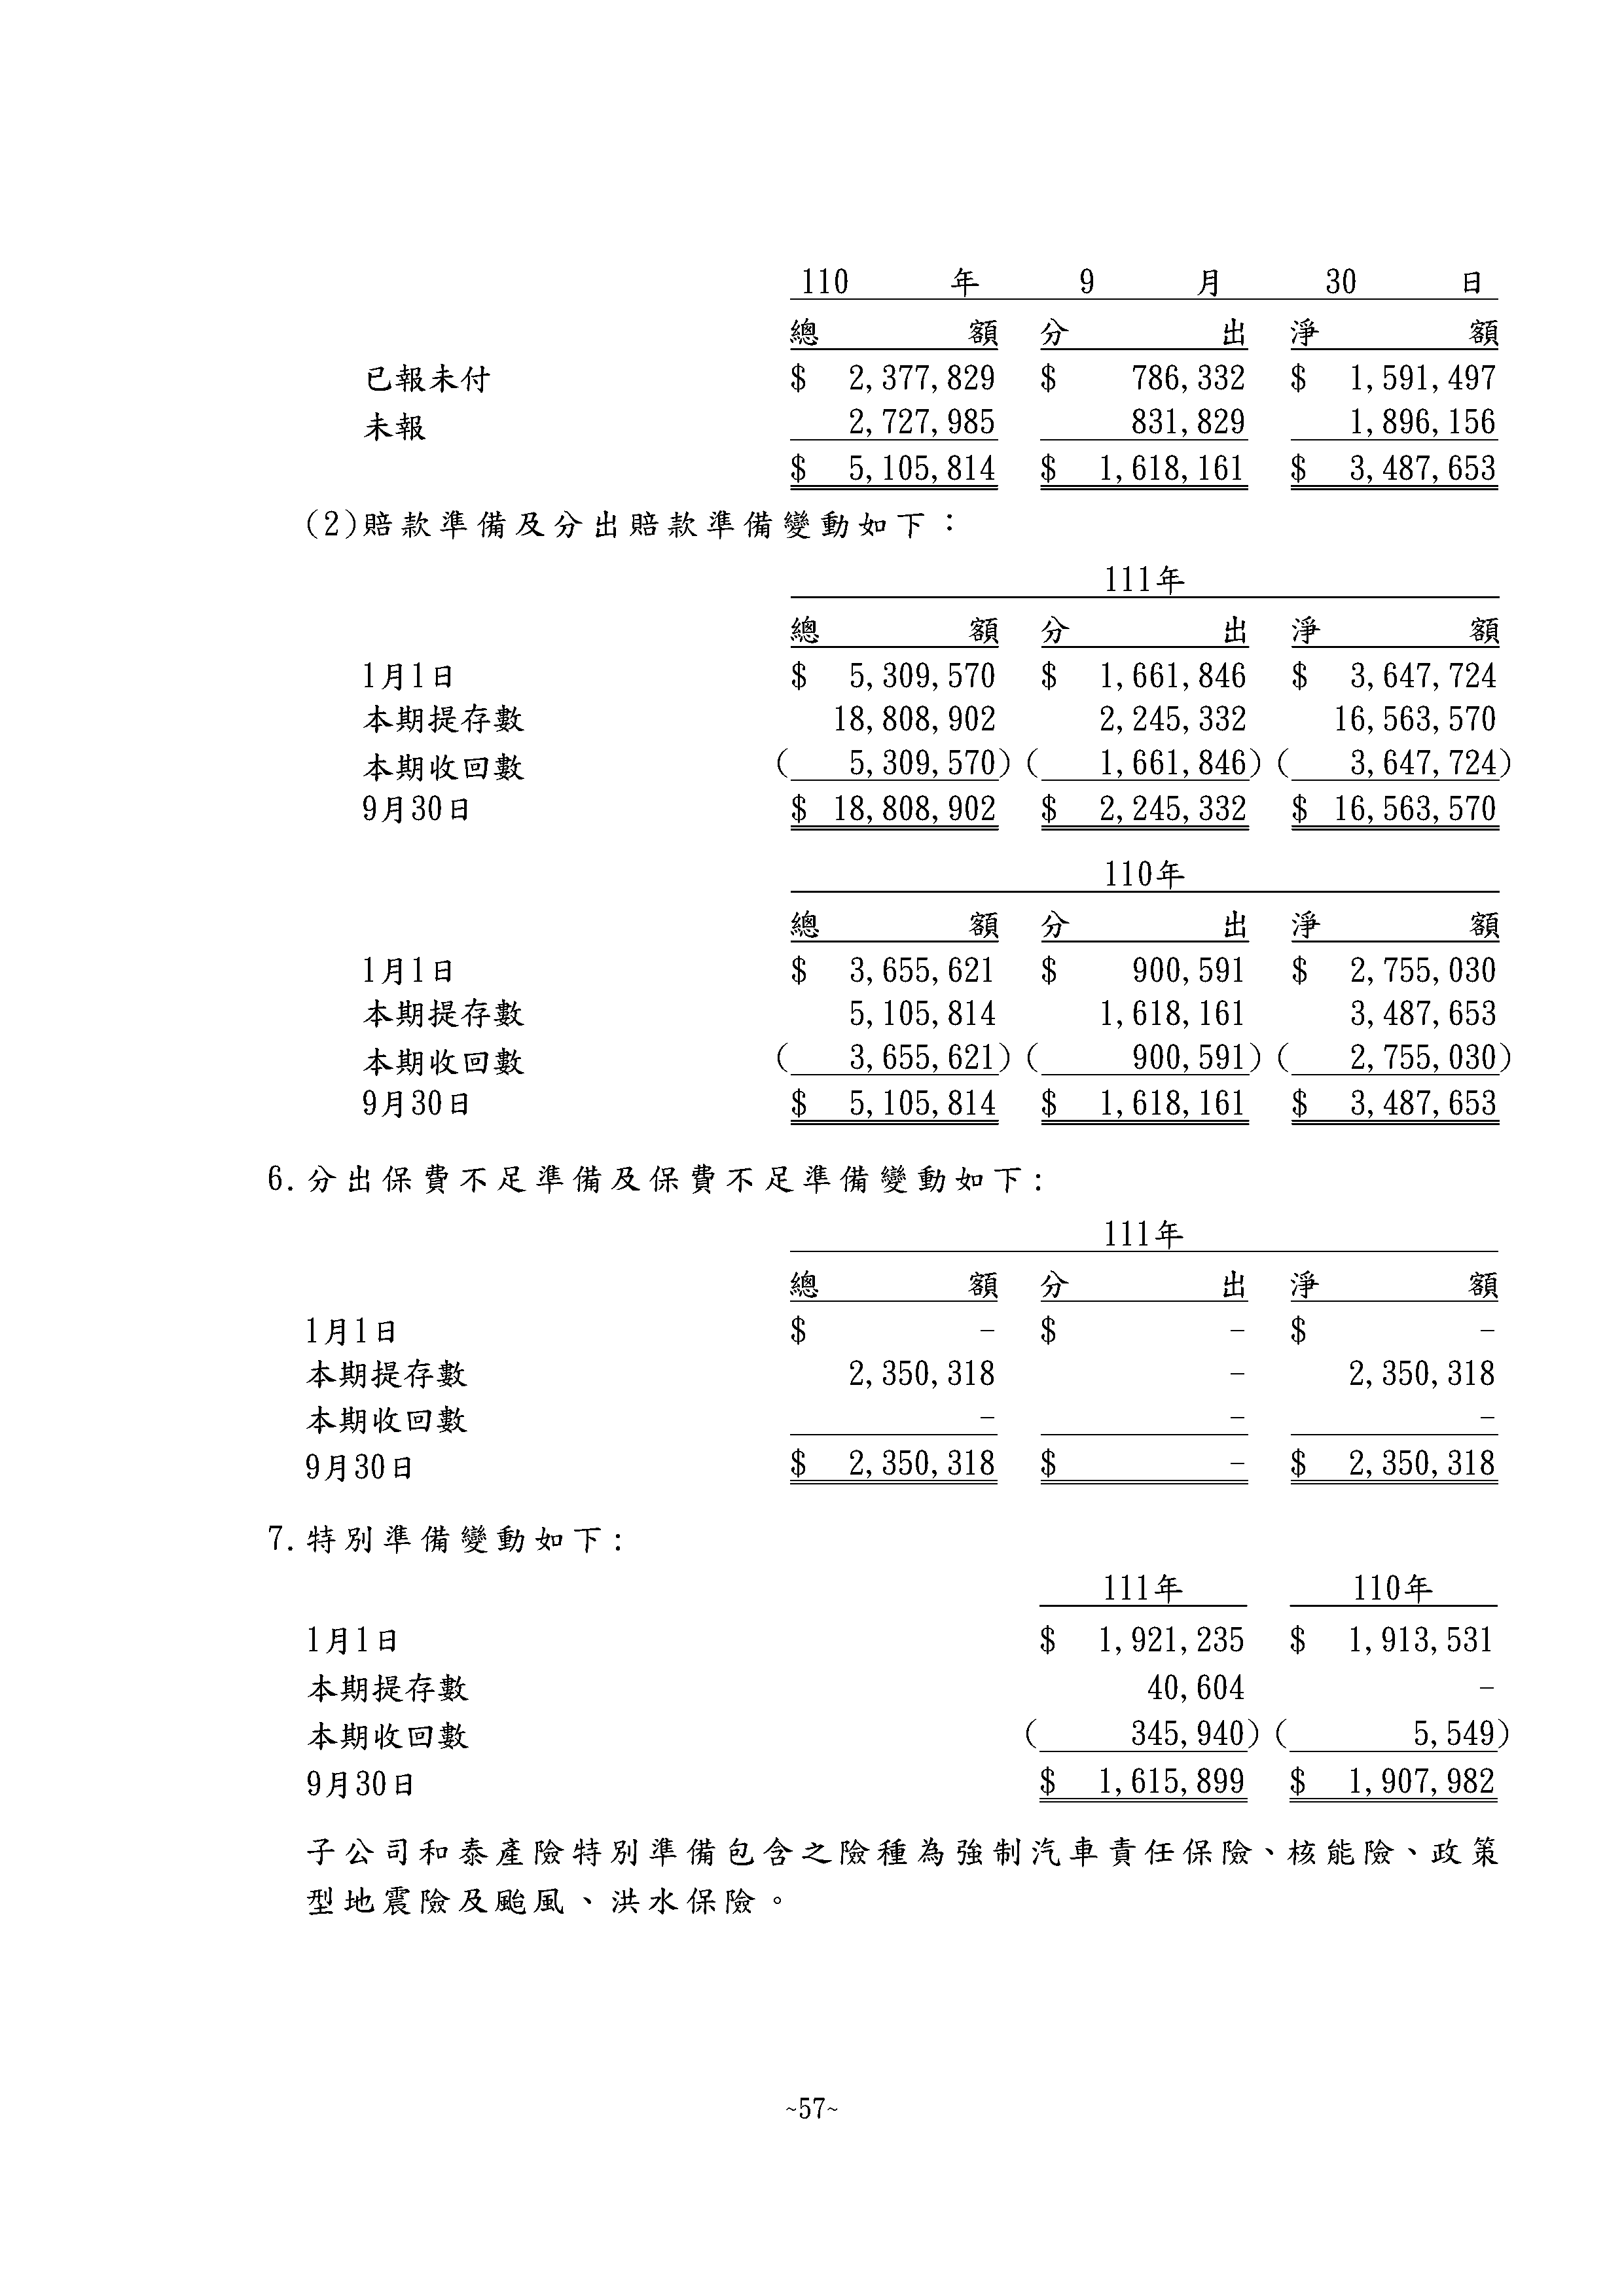 110 年 9 月 30 日
總額 分出 淨額
已報未付 $ 2,377,829 $ 786,332 $ 1,591,497
未報 2,727,985 831,829 1,896,156
$ 5,105,814 $ 1,618,161 $ 3,487,653
(2)賠款準備及分出賠款準備變動如下：
111年
總額 分出 淨額
1月1日 $ 5,309,570 $ 1,661,846 $ 3,647,724
本期提存數 18,808,902 2,245,332 16,563,570
本期收回數 ( 5,309,570) ( 1,661,846) ( 3,647,724)
9月30日 $ 18,808,902 $ 2,245,332 $ 16,563,570
110年
總額 分出 淨額
1月1日 $ 3,655,621 $ 900,591 $ 2,755,030
本期提存數 5,105,814 1,618,161 3,487,653
本期收回數 ( 3,655,621) ( 900,591) ( 2,755,030)
9月30日 $ 5,105,814 $ 1,618,161 $ 3,487,653
6.分出保費不足準備及保費不足準備變動如下:
111年
總額 分出 淨額
1月1日 $ - $ - $ -
本期提存數 2,350,318 - 2,350,318
本期收回數 - - -
9月30日 $ 2,350,318 $ - $ 2,350,318
7.特別準備變動如下:
111年 110年
1月1日 $ 1,921,235 $ 1,913,531
本期提存數 40,604 -
本期收回數 ( 345,940) ( 5,549)
9月30日 $ 1,615,899 $ 1,907,982
子公司和泰產險特別準備包含之險種為強制汽車責任保險、核能險、政策
型地震險及颱風、洪水保險。
~57~